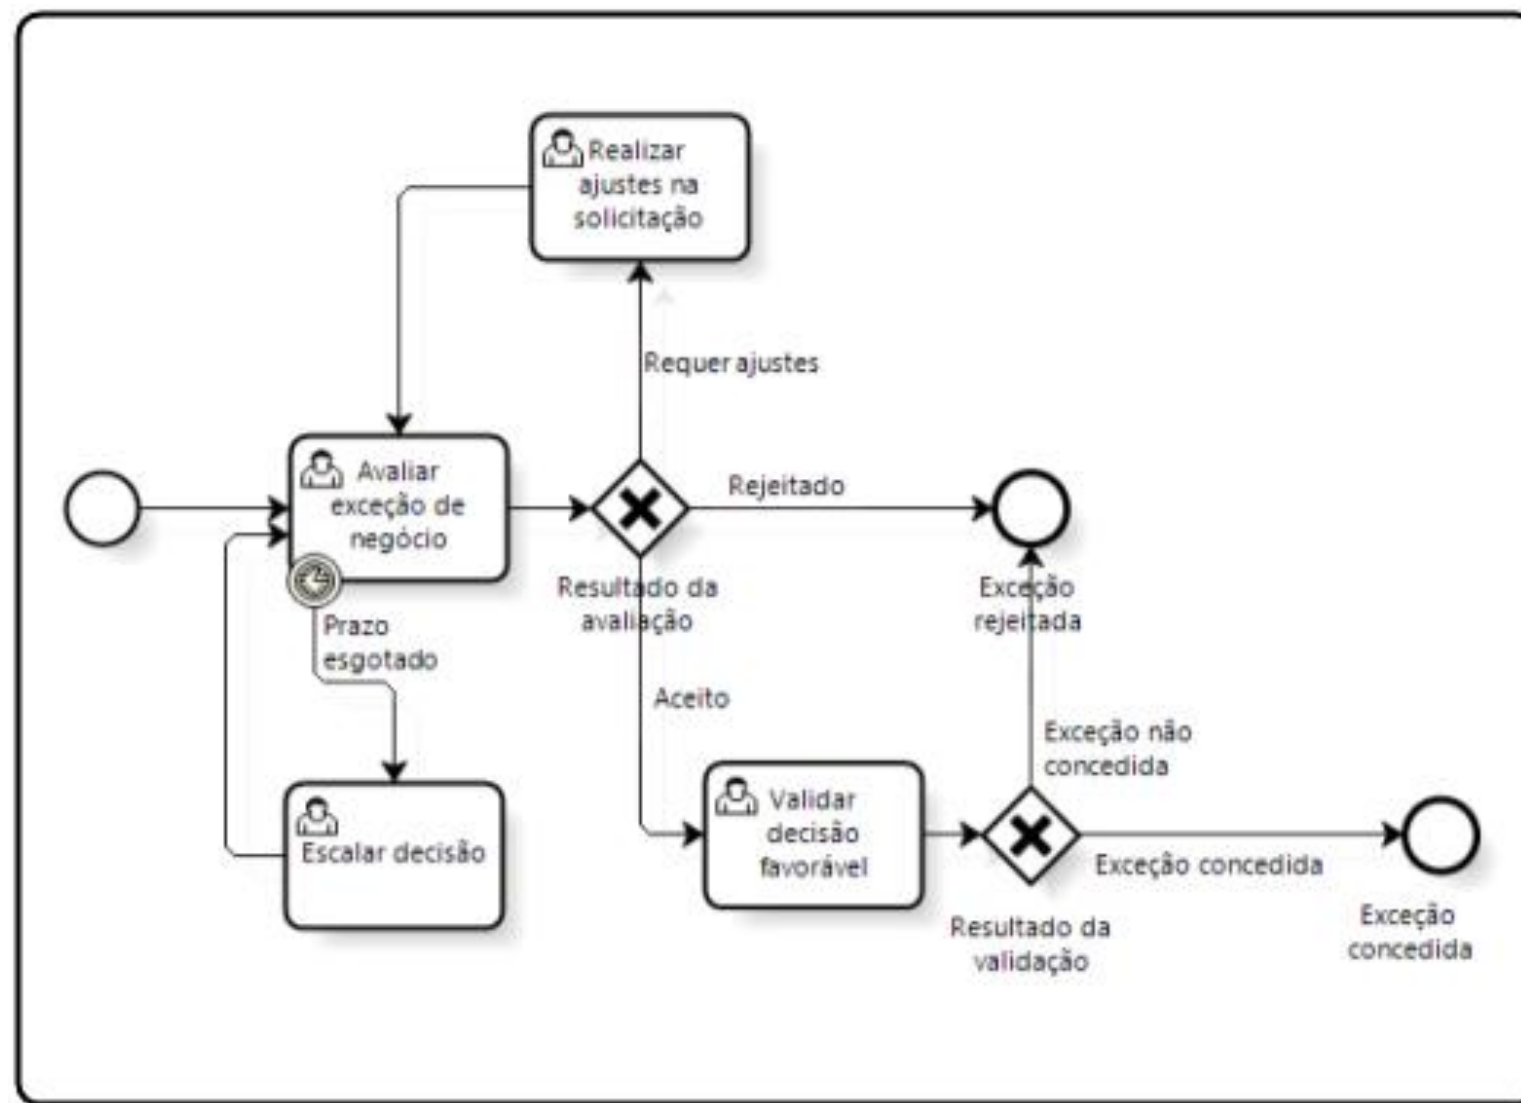 Realizar
ajustes na
solicitação
Requer ajustes
Avaliar
exceção de
negócio
Rejeitado
Resultado da
avaliação
Exceção
rejeitada
Prazo
esgotado
Aceito
Exceção não
concedida
Validar
decisão
favorável
Escalar decisão
Exceção concedida
Resultado da
validação
Exceção
concedida